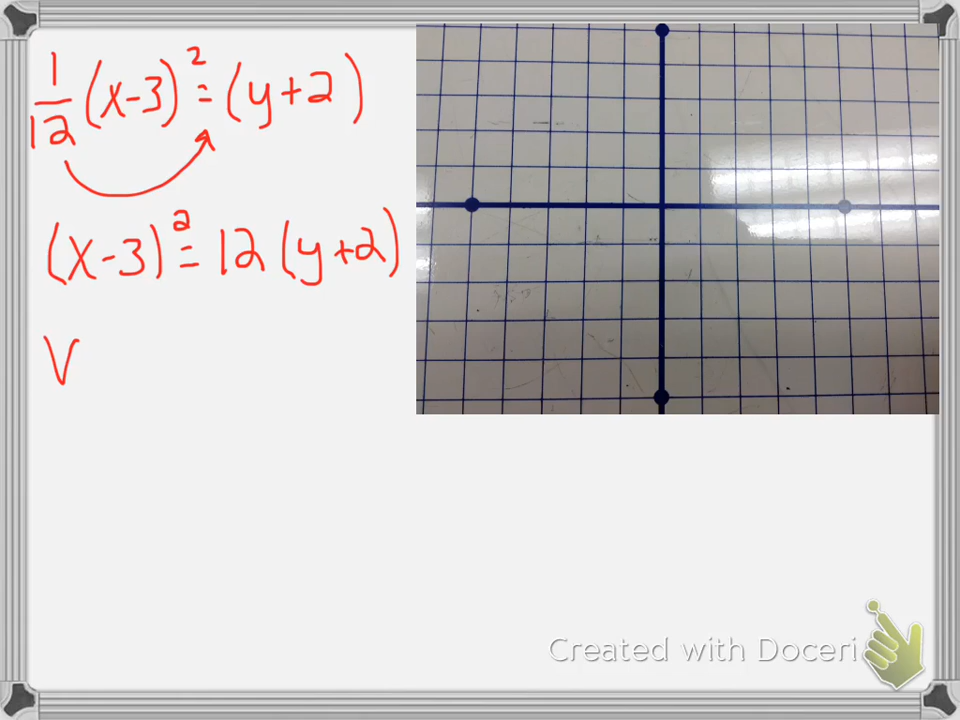 1/12 (x-3)² = (y+2)
(x-3)² = 12 (y+2)
V
Created with Doceri